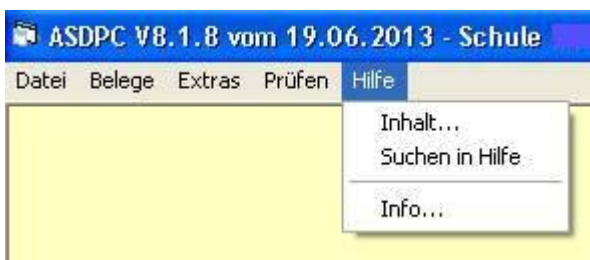 ASDPC V8.1.8 vom 19.06.2013 - Schule
Datei Belege Extras Prüfen Hilfe
Inhalt...
Suchen in Hilfe
Info...